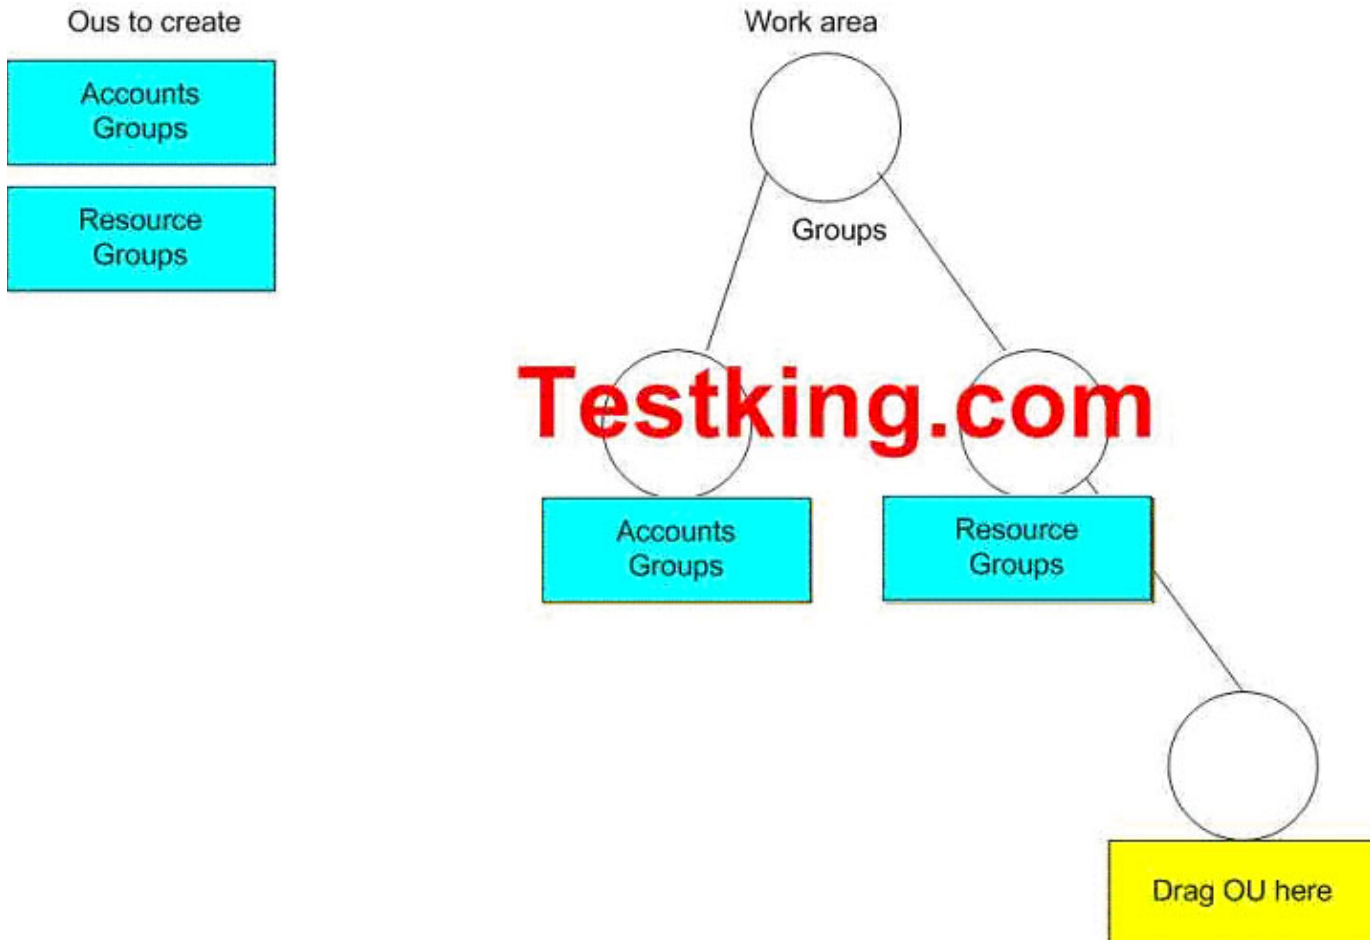 Ous to create
Work area
Accounts
Groups
Resource
Groups
Groups
Testking.com
Accounts
Groups
Resource
Groups
Drag OU here